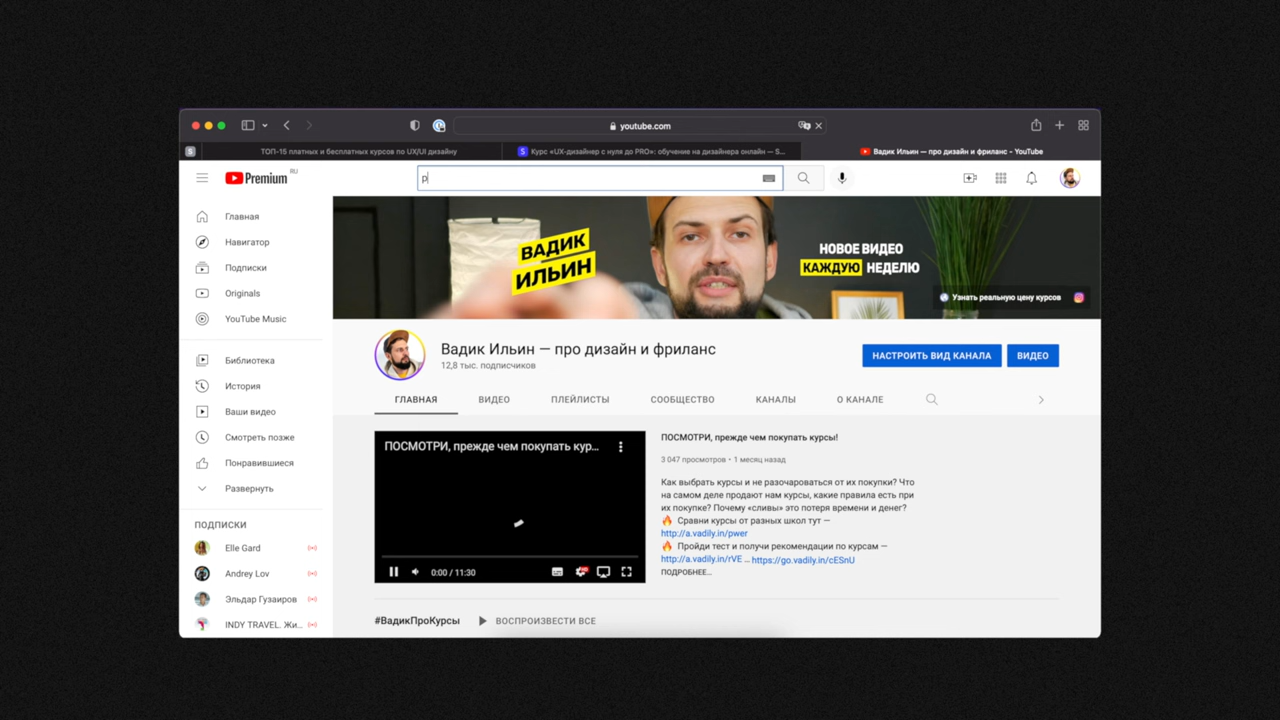 youtube.com
S
ТОП-15 платных и бесплатных курсов по UX/UI дизайну
S Курс «UX-дизайнер с нуля до PRO»: обучение на дизайнера онлайн — S...
Вадик Ильин — про дизайн и фриланс - YouTube
Premium RU
p
Главная
Навигатор
Подписки
Originals
YouTube Music
Библиотека
История
Ваши видео
Смотреть позже
Понравившиеся
Развернуть
ПОДПИСКИ
Elle Gard
Andrey Lov
Эльдар Гузаиров
INDY TRAVEL. Жи...
ВАДИК
ИЛЬИН
НОВОЕ ВИДЕО
КАЖДУЮ НЕДЕЛЮ
Узнать реальную цену курсов
Вадик Ильин — про дизайн и фриланс
12,8 тыс. подписчиков
НАСТРОИТЬ ВИД КАНАЛА
ВИДЕО
ГЛАВНАЯ
ВИДЕО
ПЛЕЙЛИСТЫ
СООБЩЕСТВО
КАНАЛЫ
О КАНАЛЕ
ПОСМОТРИ, прежде чем покупать кур...
0:00 / 11:30
ПОСМОТРИ, прежде чем покупать курсы!
3 047 просмотров • 1 месяц назад
Как выбрать курсы и не разочароваться от их покупки? Что
на самом деле продают нам курсы, какие правила есть при
их покупке? Почему «сливы» это потеря времени и денег?
🔥 Сравни курсы от разных школ тут —
http://a.vadily.in/pwer
🔥 Пройди тест и получи рекомендации по курсам —
http://a.vadily.in/rVE ... https://go.vadily.in/cESnU
ПОДРОБНЕЕ...
#ВадикПроКурсы
ВОСПРОИЗВЕСТИ ВСЕ